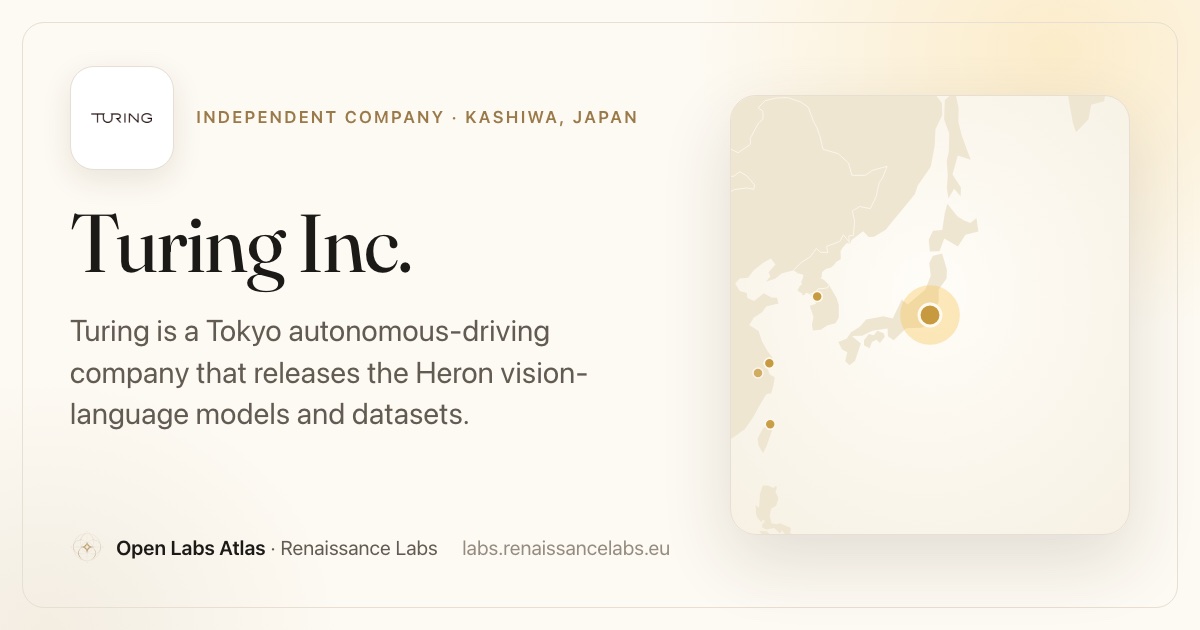 TURING
INDEPENDENT COMPANY · KASHIWA, JAPAN
Turing Inc.
Turing is a Tokyo autonomous-driving
company that releases the Heron vision-
language models and datasets.
Open Labs Atlas · Renaissance Labs labs.renaissancelabs.eu